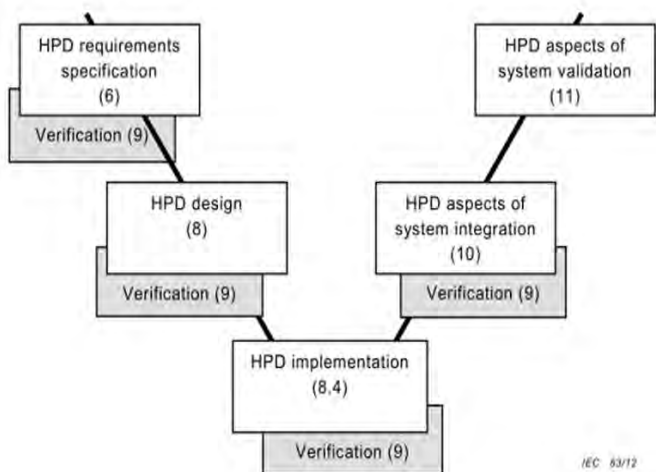 HPD requirements
specification
(6)
Verification (9)
HPD aspects of
system validation
(11)
HPD design
(8)
Verification (9)
HPD aspects of
system integration
(10)
Verification (9)
HPD implementation
(8,4)
Verification (9)
IEC 83/12